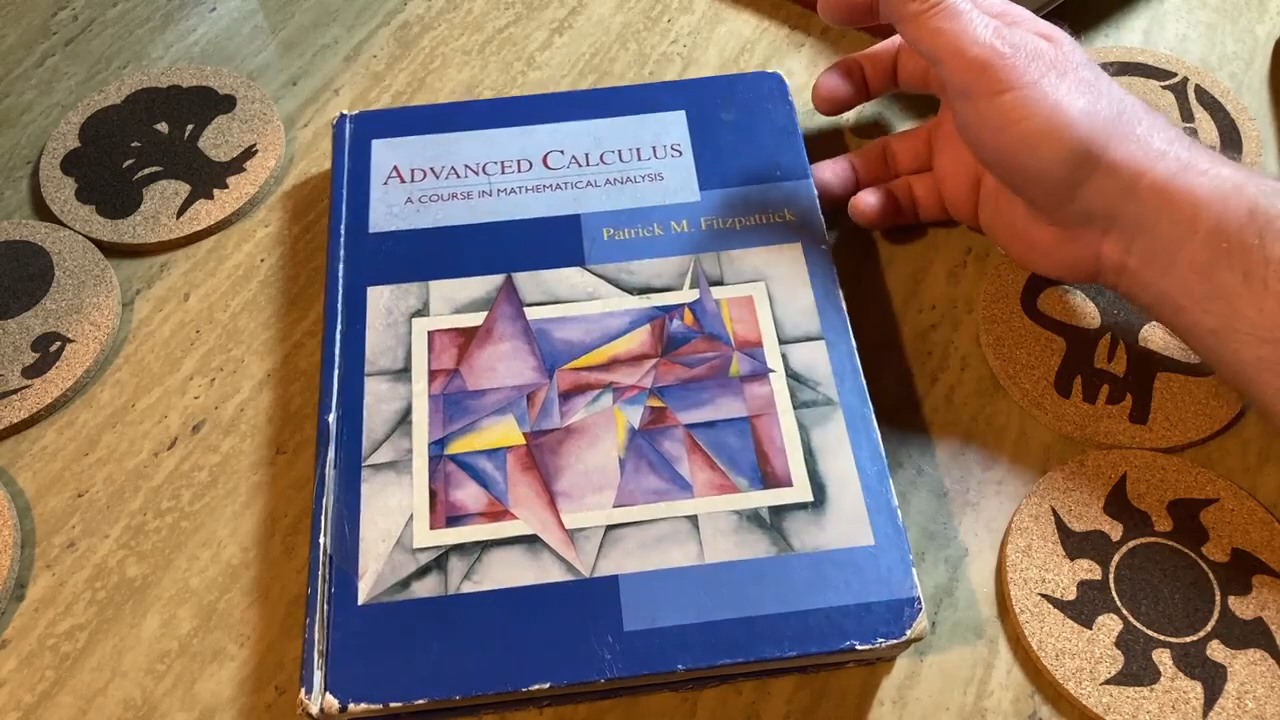 ADVANCED CALCULUS
A COURSE IN MATHEMATICAL ANALYSIS
Patrick M. Fitzpatrick